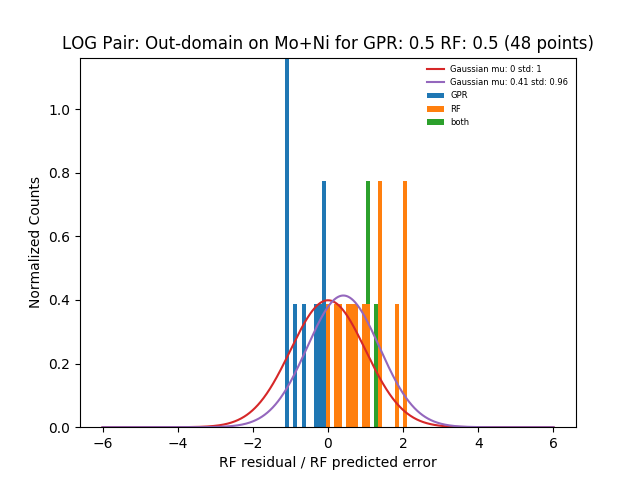 LOG Pair: Out-domain on Mo+Ni for GPR: 0.5 RF: 0.5 (48 points)
Gaussian mu: 0 std: 1
Gaussian mu: 0.41 std: 0.96
GPR
RF
both
Normalized Counts
1.0
0.8
0.6
0.4
0.2
0.0
−6 −4 −2 0 2 4 6
RF residual / RF predicted error